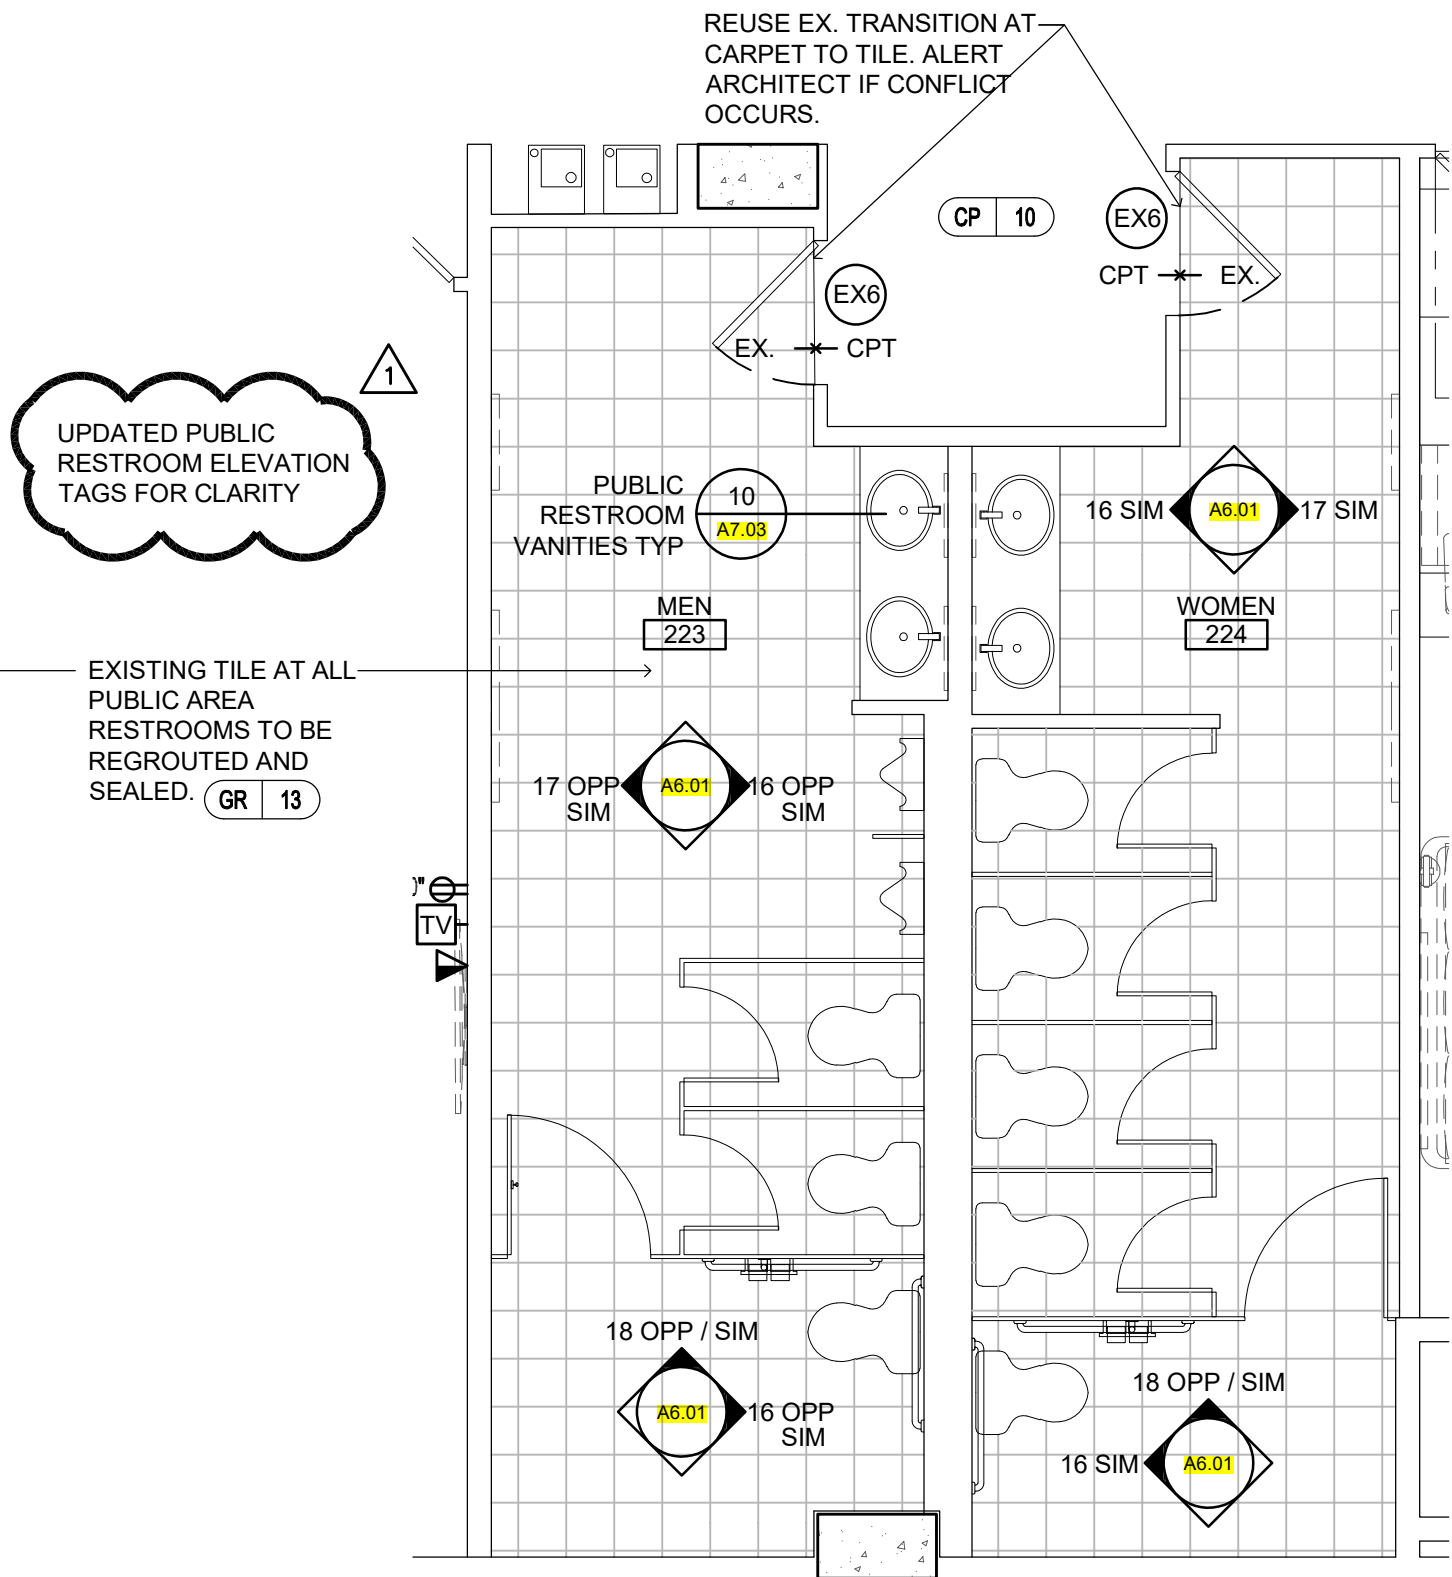 REUSE EX. TRANSITION AT
CARPET TO TILE. ALERT
ARCHITECT IF CONFLICT
OCCURS.
CP 10
EX6
CPT
EX.
EX6
EX.
CPT
1
UPDATED PUBLIC
RESTROOM ELEVATION
TAGS FOR CLARITY
PUBLIC
RESTROOM
VANITIES TYP
10
A7.03
16 SIM
A6.01
17 SIM
MEN
223
WOMEN
224
EXISTING TILE AT ALL
PUBLIC AREA
RESTROOMS TO BE
REGROUTED AND
SEALED.
GR 13
17 OPP
SIM
A6.01
16 OPP
SIM
TV
18 OPP / SIM
A6.01
16 OPP
SIM
18 OPP / SIM
16 SIM
A6.01